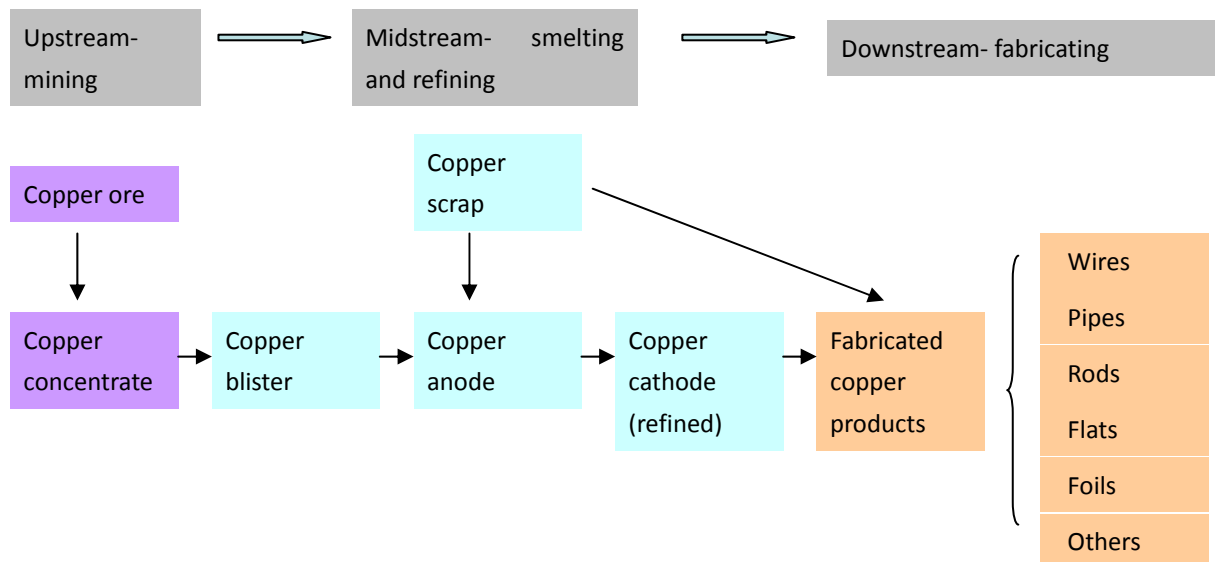 Upstream-
mining
Midstream- smelting
and refining
Downstream- fabricating
Copper ore
Copper
scrap
Copper
concentrate
Copper
blister
Copper
anode
Copper
cathode
(refined)
Fabricated
copper
products
Wires
Pipes
Rods
Flats
Foils
Others